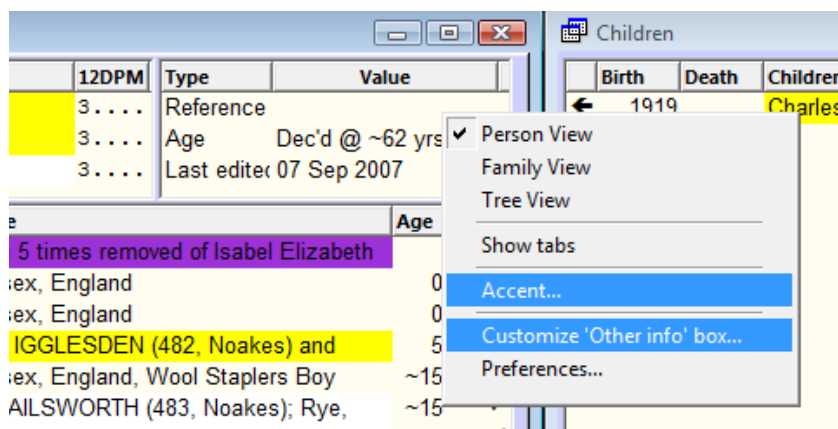 Children
12DPM Type Value
Birth Death Children
3.... Reference
1919 Charles
3.... Age Dec'd @ ~62 yrs
3.... Last edited 07 Sep 2007
Person View
Family View
Tree View
Show tabs
Accent...
Customize 'Other info' box...
Preferences...
e Age
5 times removed of Isabel Elizabeth
sex, England 0
sex, England 0
IGGLESDEN (482, Noakes) and 5
sex, England, Wool Staplers Boy ~15
AILSWORTH (483, Noakes); Rye, ~15